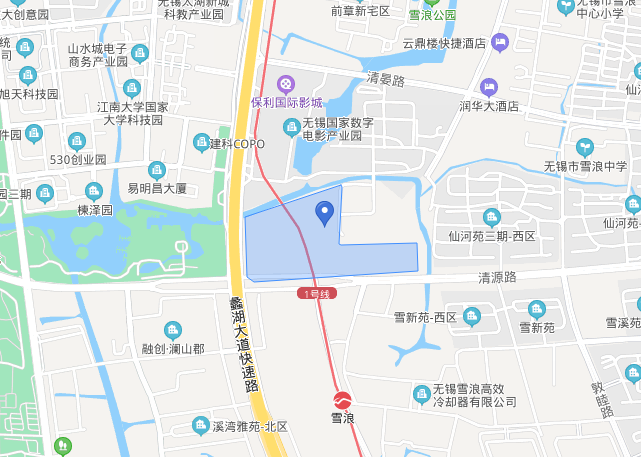 无锡太湖新城
科教产业园
前章新宅区
雪浪公园
无锡市雪浪
中心小学
大创意园
山水城电子
商务产业园
云鼎楼快捷酒店
清晏路
旭天科技园
江南大学国家
大学科技园
保利国际影城
润华大酒店
无锡国家数字
电影产业园
件园
530创业园
建科COPO
易明昌大厦
无锡市雪浪中学
园三期
楝泽园
仙河苑三期-西区
仙河苑
清源路
1号线
蠡湖大道快速路
雪新苑-西区
雪新苑
雪溪苑
融创·澜山郡
敦睦路
无锡雪浪高效
冷却器有限公司
雪浪
溪湾雅苑-北区